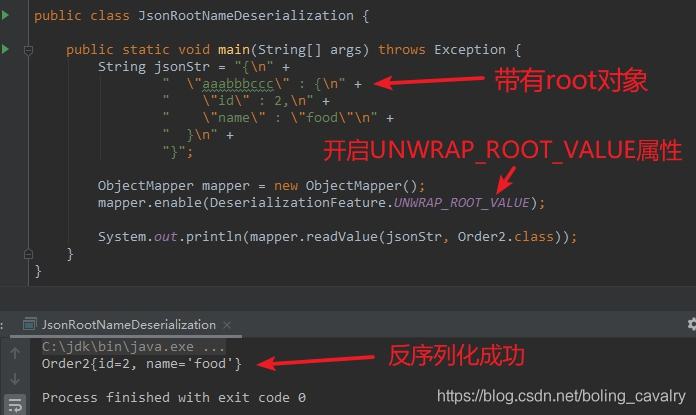 public class JsonRootNameDeserialization {
public static void main(String[] args) throws Exception {
String jsonStr = "{\n" +
"  \"aaabbbccc\" : {\n" +
带有root对象
"    \"id\" : 2,\n" +
"    \"name\" : \"food\"\n" +
"  }\n" +
"}";
开启UNWRAP_ROOT_VALUE属性
ObjectMapper mapper = new ObjectMapper();
mapper.enable(DeserializationFeature.UNWRAP_ROOT_VALUE);
System.out.println(mapper.readValue(jsonStr, Order2.class));
}
}
: JsonRootNameDeserialization ×
C:\jdk\bin\java.exe ...
Order2{id=2, name='food'}
反序列化成功
Process finished with exit code 0
https://blog.csdn.net/boling_cavalry